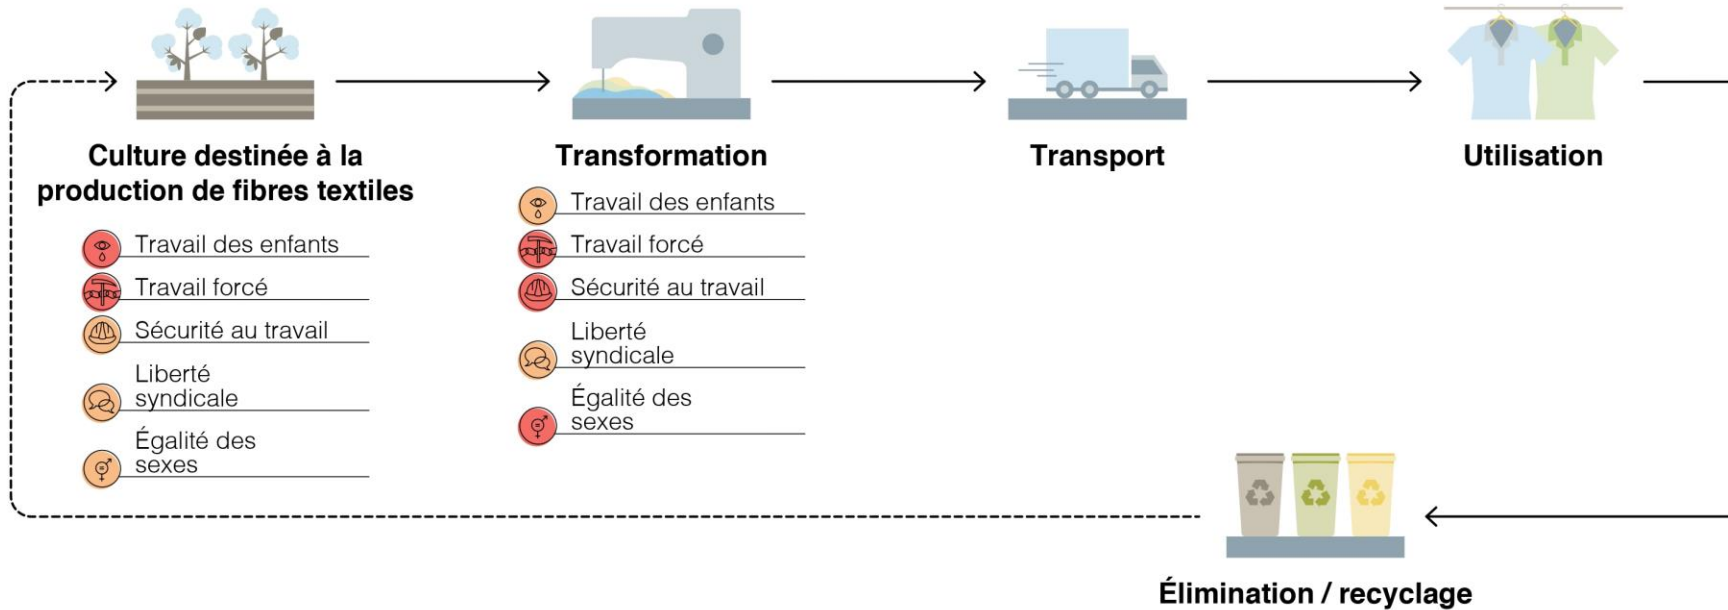 Culture destinée à la
production de fibres textiles
Travail des enfants
Travail forcé
Sécurité au travail
Liberté
syndicale
Égalité des
sexes
Transformation
Travail des enfants
Travail forcé
Sécurité au travail
Liberté
syndicale
Égalité des
sexes
Transport
Utilisation
Élimination / recyclage